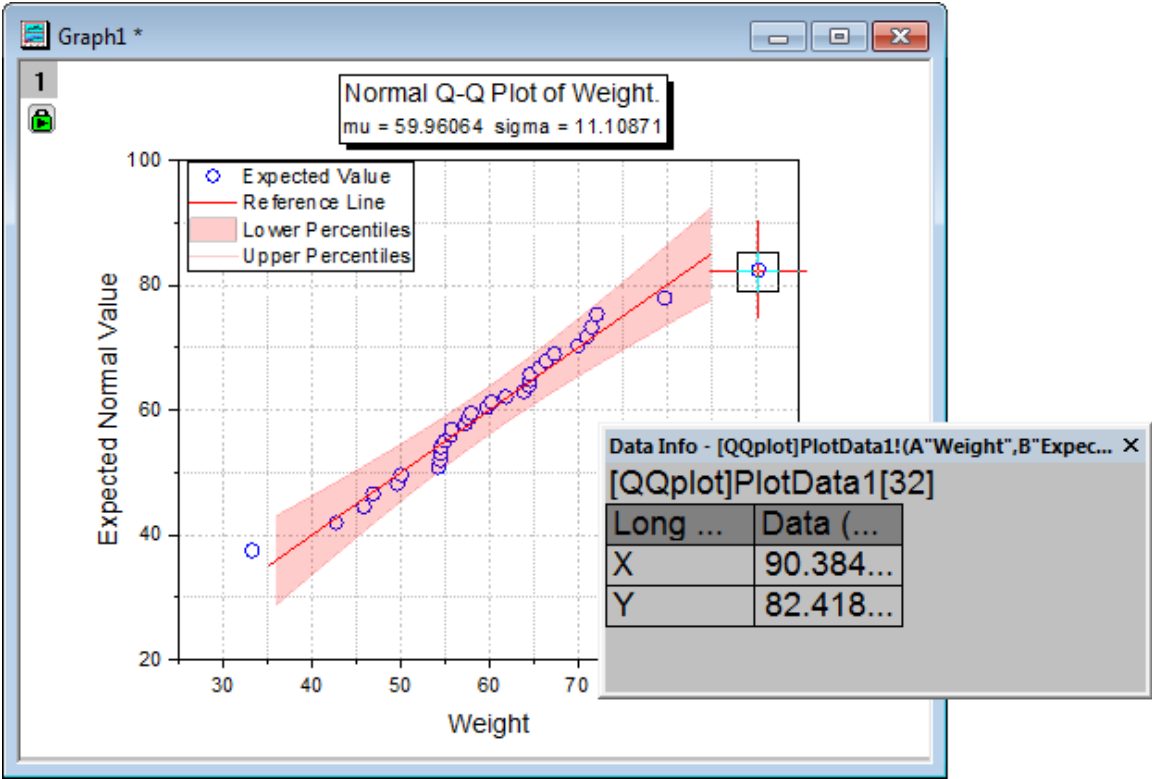 Graph1 *
1
Normal Q-Q Plot of Weight.
mu = 59.96064 sigma = 11.10871
Expected Value
Reference Line
Lower Percentiles
Upper Percentiles
100
80
60
40
20
Expected Normal Value
30 40 50 60 70
Weight
Data Info - [QQplot]PlotData1!(A"Weight",B"Expec... ×
[QQplot]PlotData1[32]
Long ... Data (...
X 90.384...
Y 82.418...